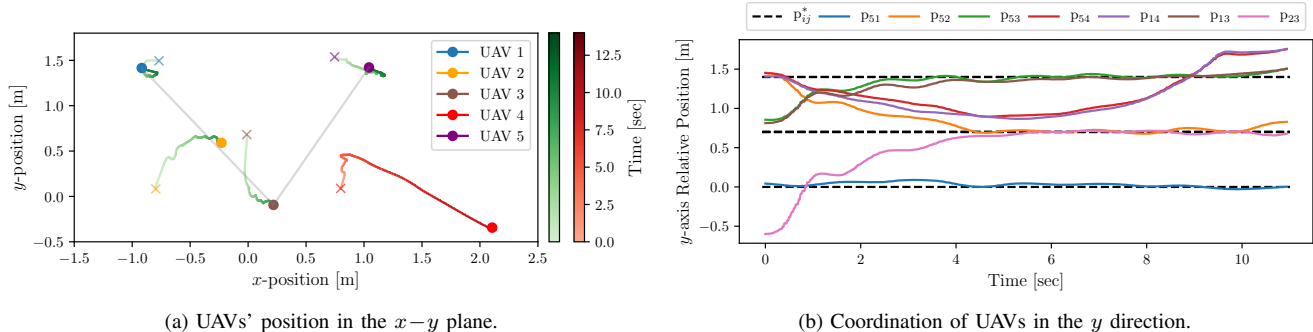 p*ij p51 p52 p53 p54 p14 p13 p23
UAV 1
UAV 2
UAV 3
UAV 4
UAV 5
1.5
1.0
0.5
0.0
−0.5
y-position [m]
−1.5 −1.0 −0.5 0.0 0.5 1.0 1.5 2.0 2.5
x-position [m]
12.5
10.0
7.5
5.0
2.5
0.0
Time [sec]
1.5
1.0
0.5
0.0
−0.5
y-axis Relative Position [m]
0 2 4 6 8 10
Time [sec]
(a) UAVs' position in the x−y plane.
(b) Coordination of UAVs in the y direction.